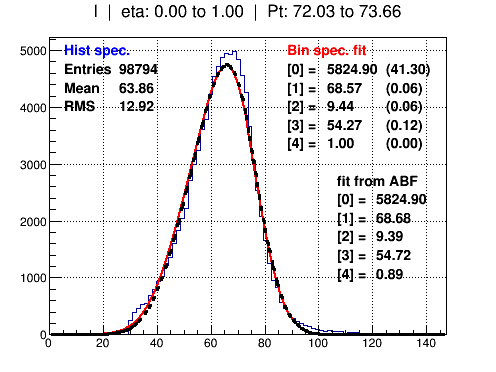 I | eta: 0.00 to 1.00 | Pt: 72.03 to 73.66
Hist spec.
Entries 98794
Mean 63.86
RMS 12.92
Bin spec. fit
[0] = 5824.90 (41.30)
[1] = 68.57 (0.06)
[2] = 9.44 (0.06)
[3] = 54.27 (0.12)
[4] = 1.00 (0.00)
fit from ABF
[0] = 5824.90
[1] = 68.68
[2] = 9.39
[3] = 54.72
[4] = 0.89
5000
4000
3000
2000
1000
0
0 20 40 60 80 100 120 140